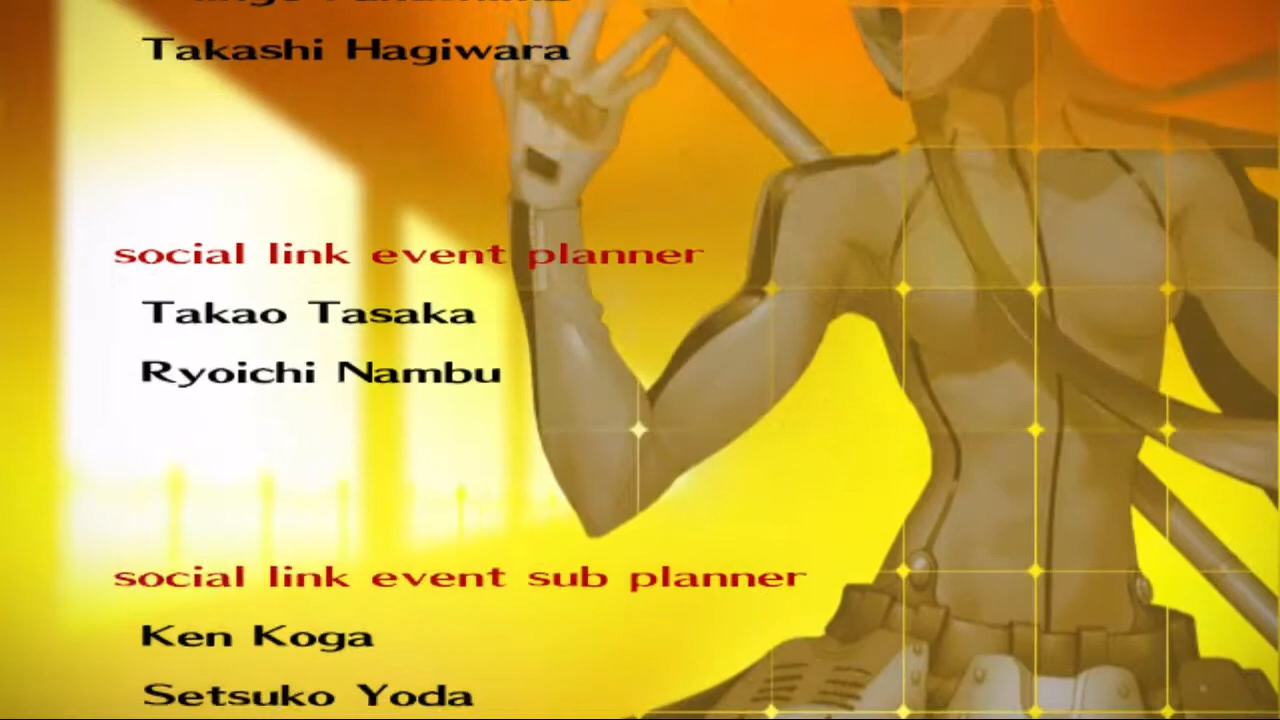 Takashi Hagiwara
social link event planner
Takao Tasaka
Ryoichi Nambu
social link event sub planner
Ken Koga
Setsuko Yoda